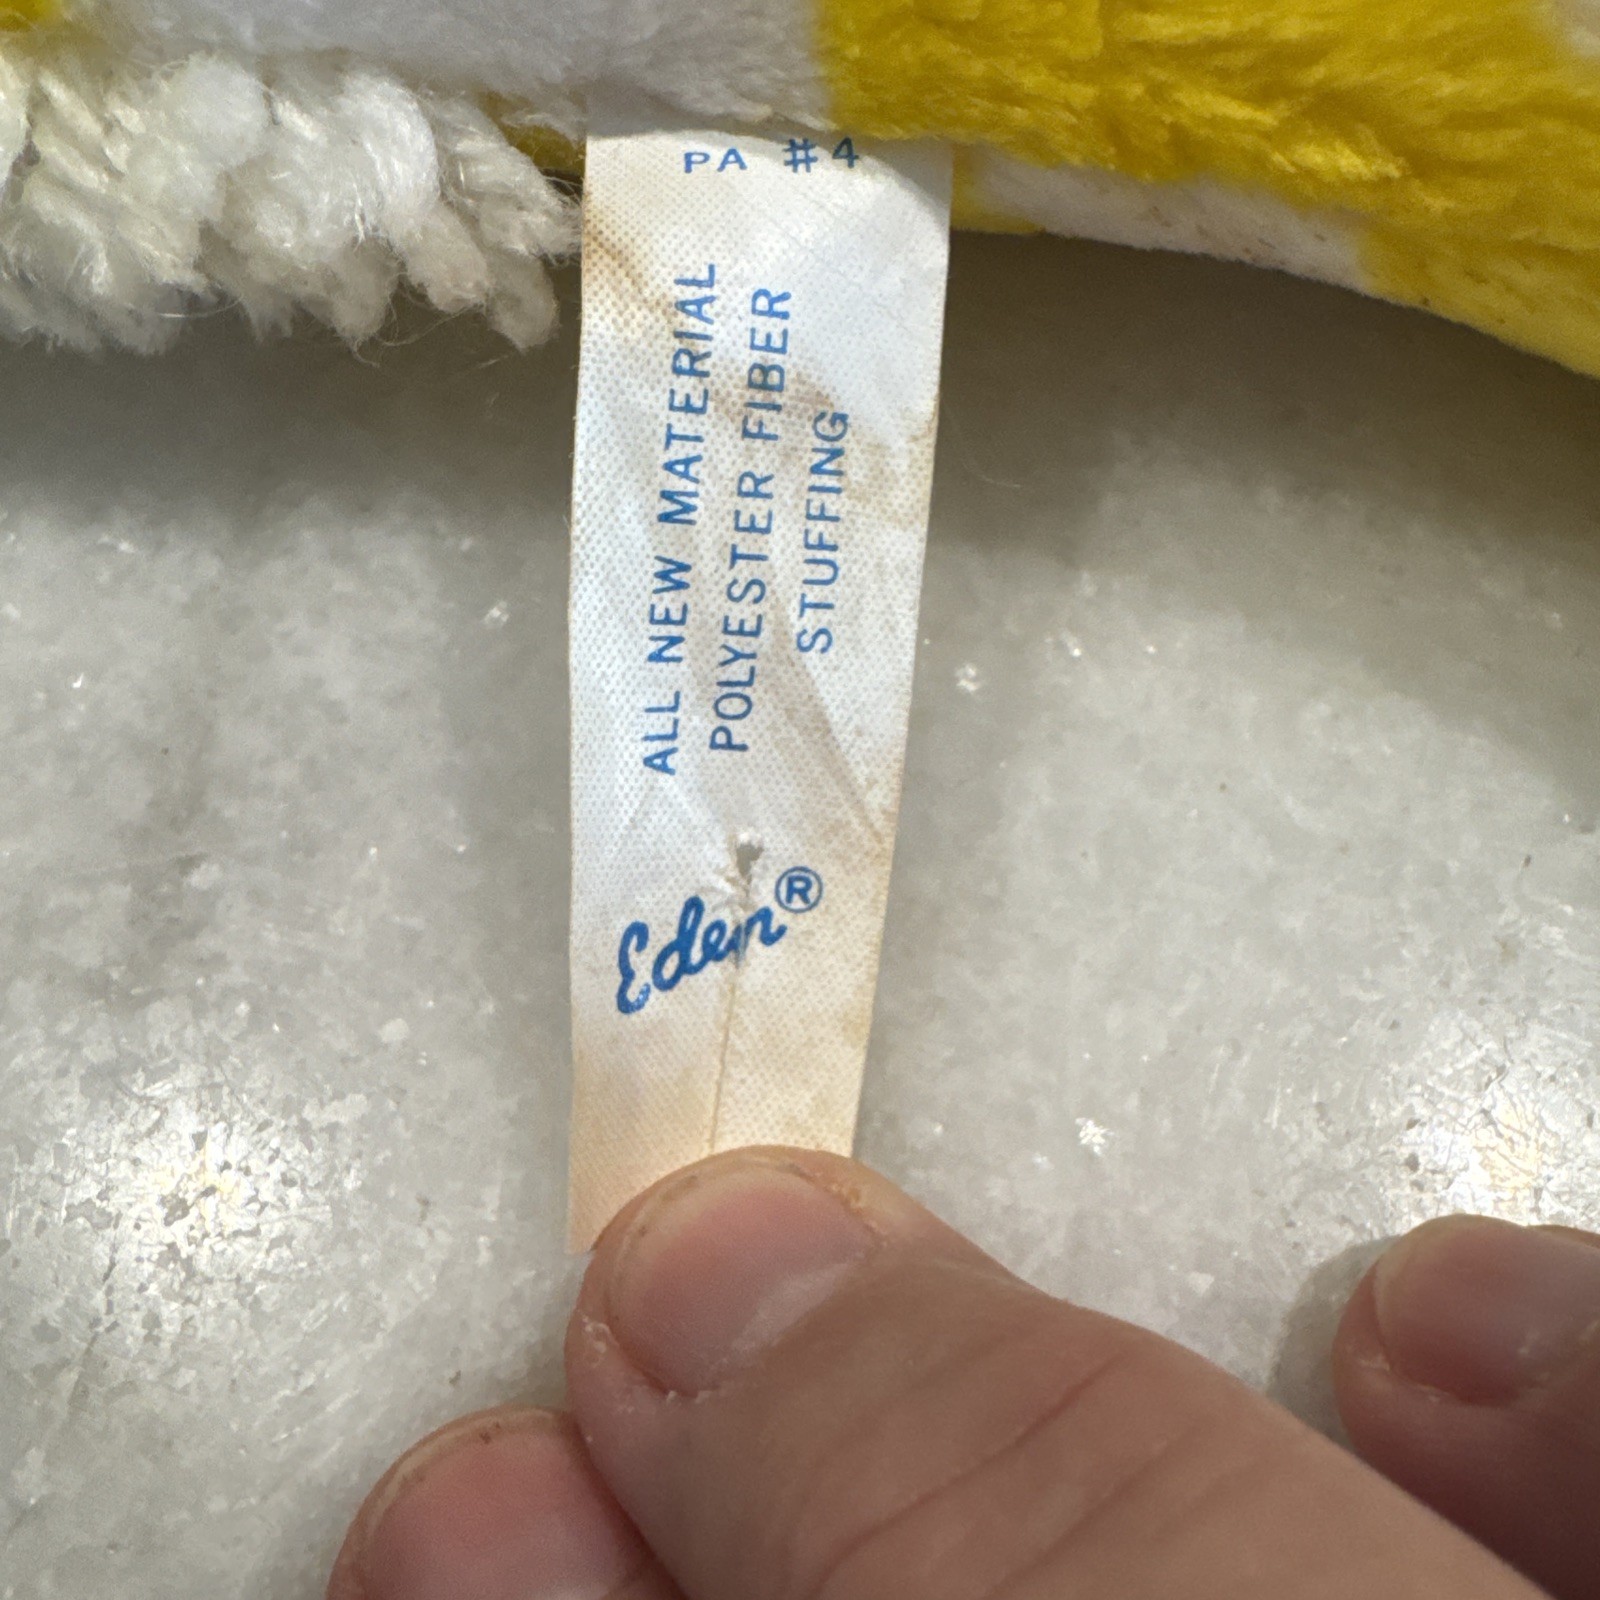 PA #4
ALL NEW MATERIAL
POLYESTER FIBER
STUFFING
Eden®